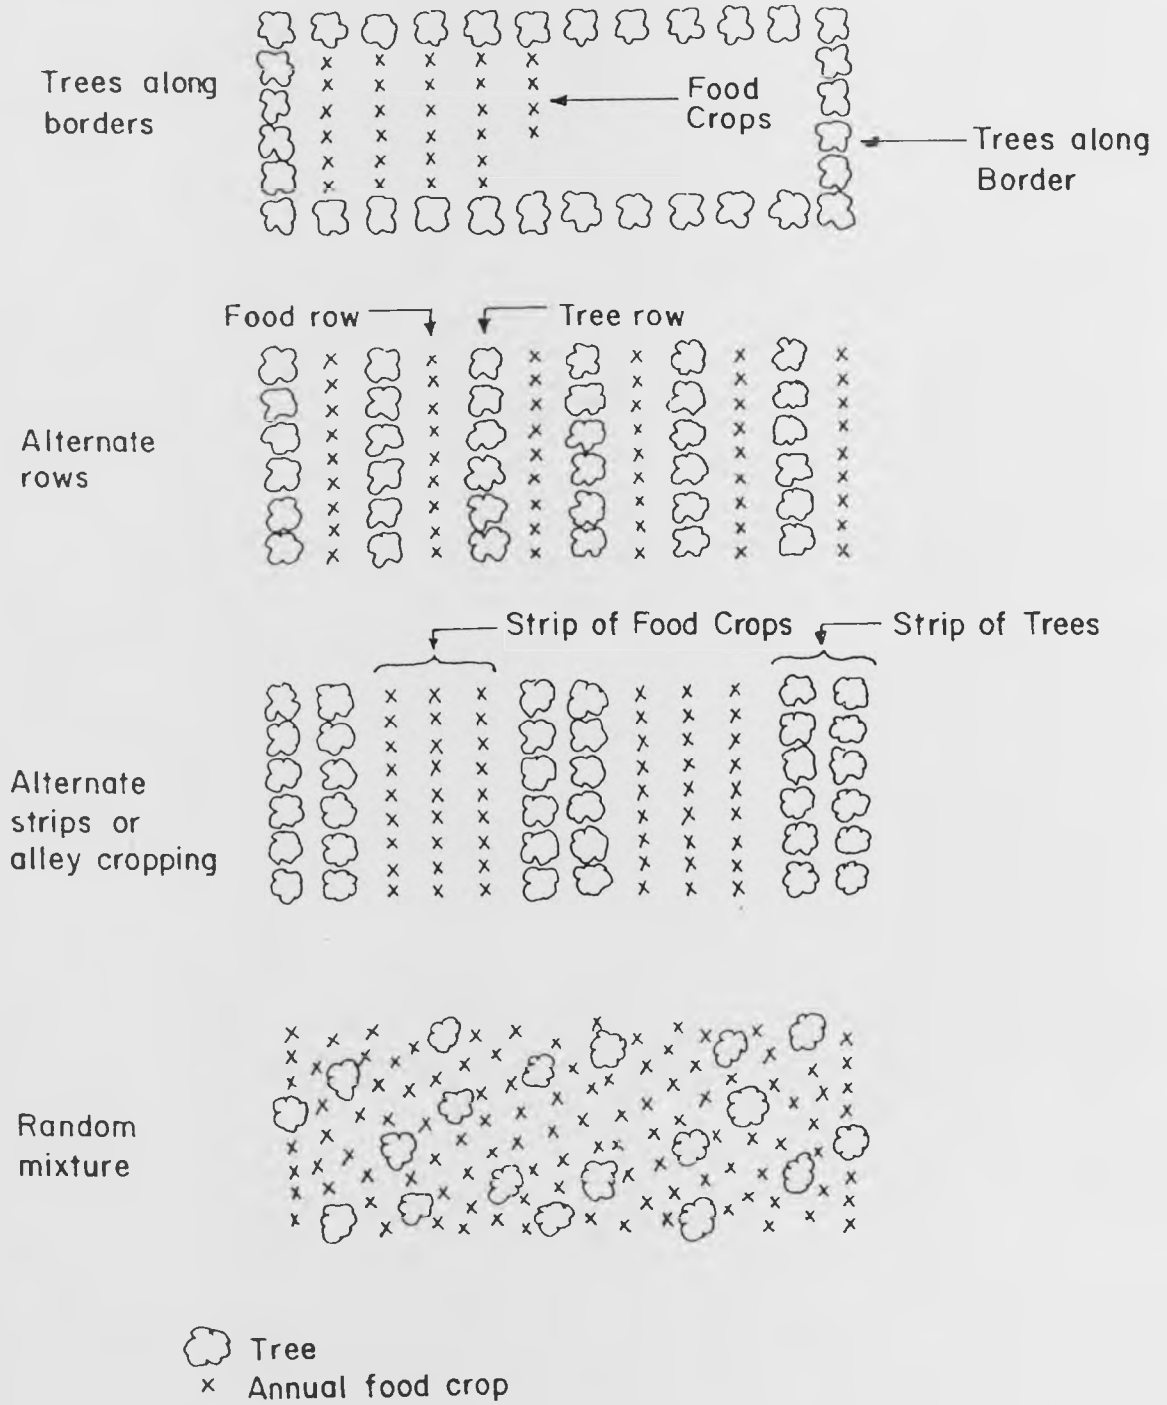 Trees along
borders
Food
Crops
Trees along
Border
Food row
Tree row
Alternate
rows
Strip of Food Crops
Strip of Trees
Alternate
strips or
alley cropping
Random
mixture
Tree
x Annual food crop